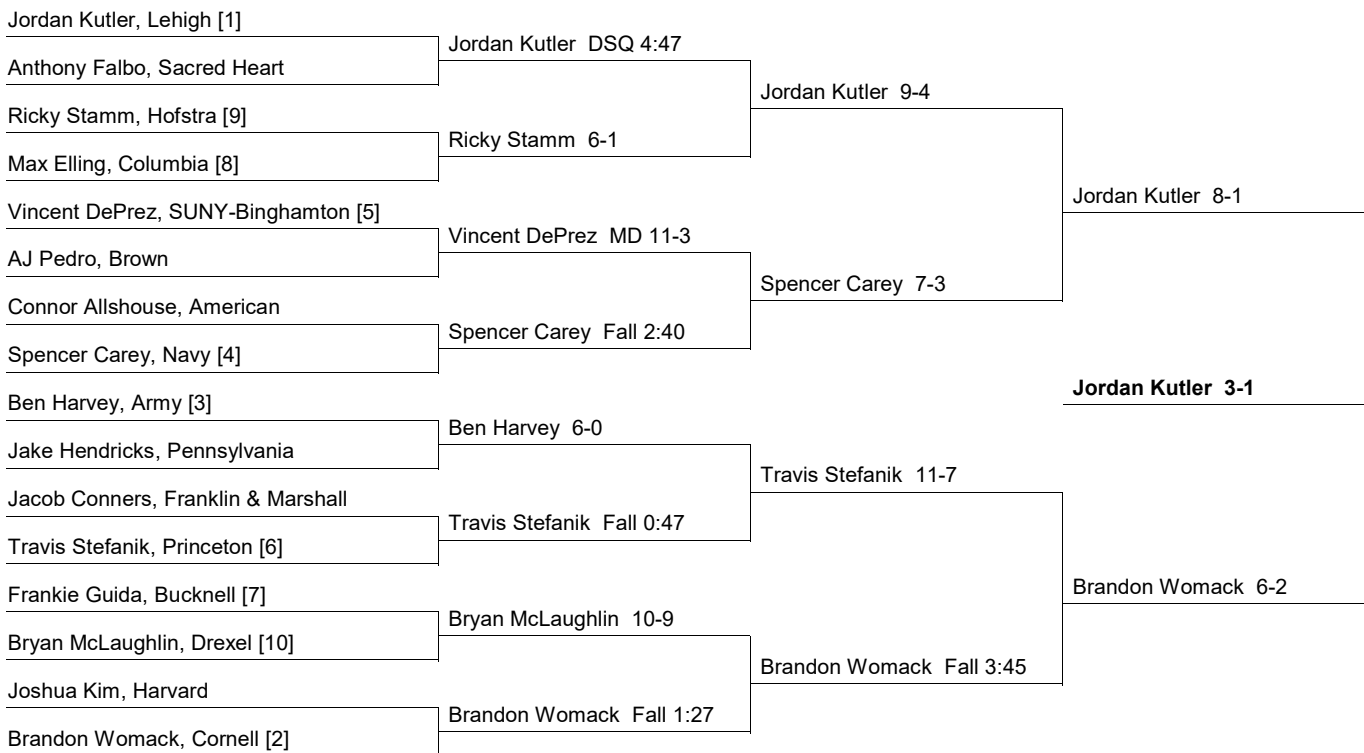 Jordan Kutler, Lehigh [1]
Anthony Falbo, Sacred Heart
Ricky Stamm, Hofstra [9]
Max Elling, Columbia [8]
Vincent DePrez, SUNY-Binghamton [5]
AJ Pedro, Brown
Connor Allshouse, American
Spencer Carey, Navy [4]
Ben Harvey, Army [3]
Jake Hendricks, Pennsylvania
Jacob Conners, Franklin & Marshall
Travis Stefanik, Princeton [6]
Frankie Guida, Bucknell [7]
Bryan McLaughlin, Drexel [10]
Joshua Kim, Harvard
Brandon Womack, Cornell [2]
Jordan Kutler DSQ 4:47
Ricky Stamm 6-1
Vincent DePrez MD 11-3
Spencer Carey Fall 2:40
Ben Harvey 6-0
Travis Stefanik Fall 0:47
Bryan McLaughlin 10-9
Brandon Womack Fall 1:27
Jordan Kutler 9-4
Spencer Carey 7-3
Travis Stefanik 11-7
Brandon Womack Fall 3:45
Jordan Kutler 8-1
Brandon Womack 6-2
Jordan Kutler 3-1